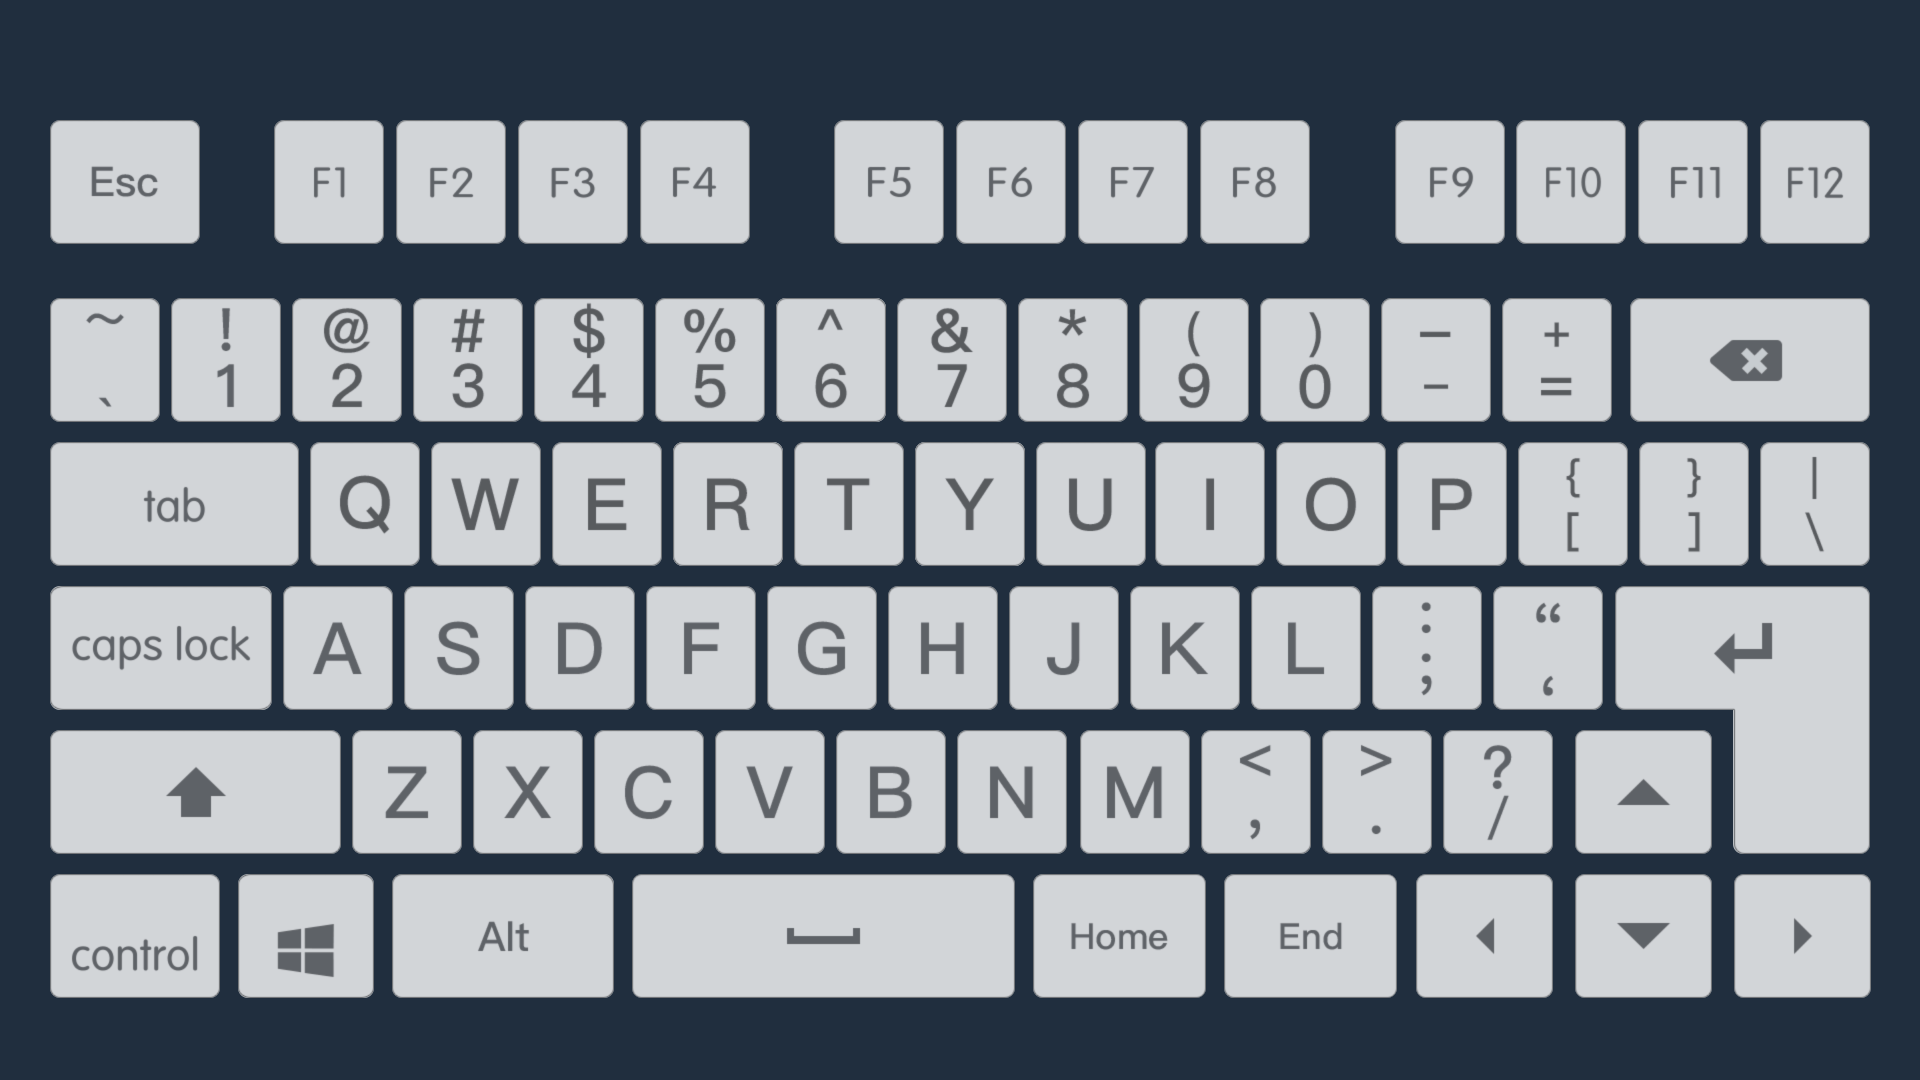 Esc F1 F2 F3 F4 F5 F6 F7 F8 F9 F10 F11 F12
~ ! @ # $ % ^ & * ( ) — +
` 1 2 3 4 5 6 7 8 9 0 - =
tab Q W E R T Y U I O P { } |
[ ] \
caps lock A S D F G H J K L : “
; ‘
Z X C V B N M < > ?
, . /
control Alt Home End